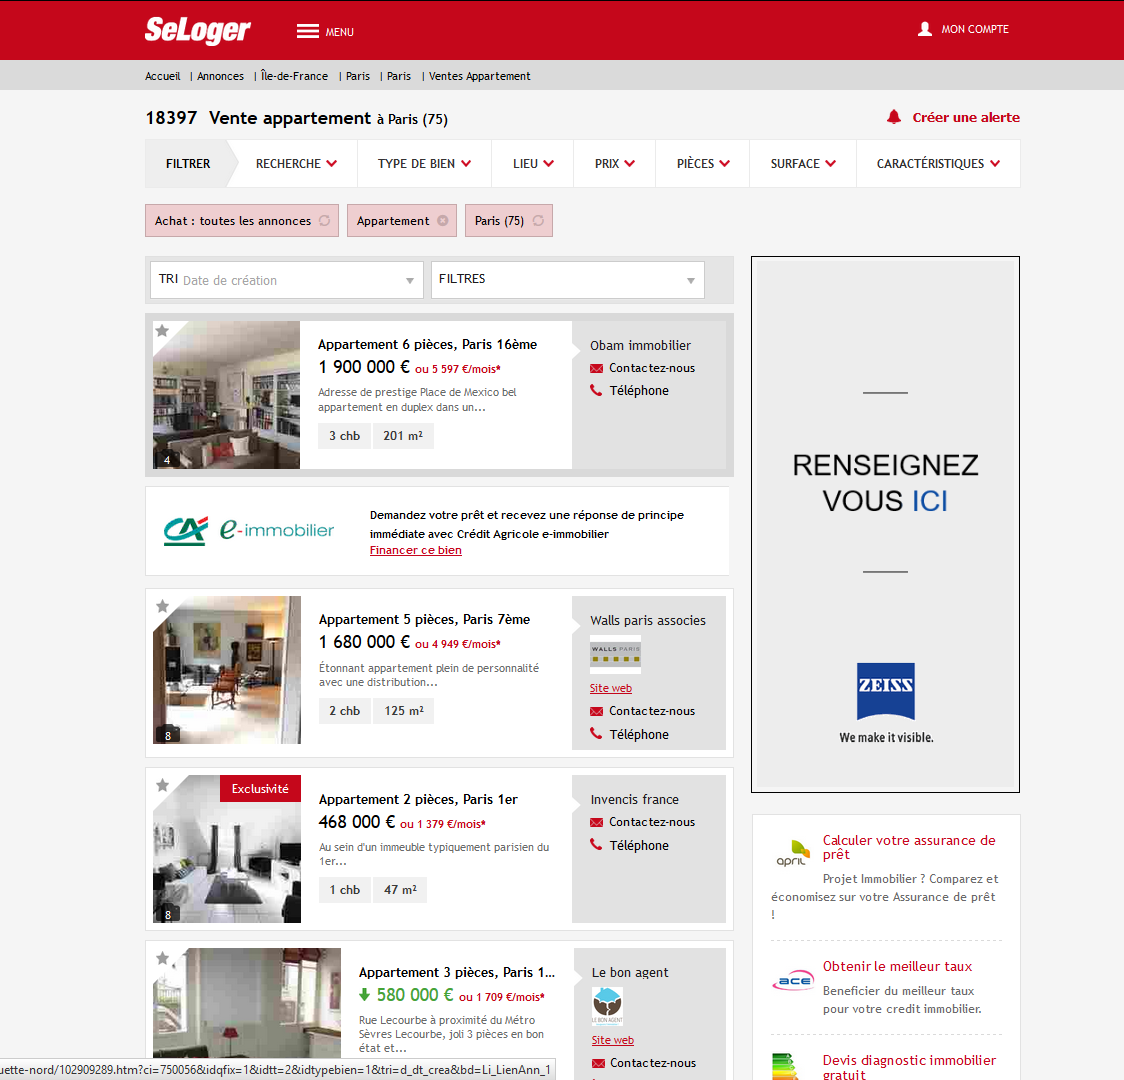 SeLoger
MENU
MON COMPTE
Accueil | Annonces | Île-de-France | Paris | Paris | Ventes Appartement
18397 Vente appartement à Paris (75)
Créer une alerte
FILTRER RECHERCHE TYPE DE BIEN LIEU PRIX PIÈCES SURFACE CARACTÉRISTIQUES
Achat : toutes les annonces
Appartement
Paris (75)
TRI Date de création
FILTRES
Appartement 6 pièces, Paris 16ème
1 900 000 € ou 5 597 €/mois*
Adresse de prestige Place de Mexico bel
appartement en duplex dans un...
3 chb 201 m²
4
Obam immobilier
Contactez-nous
Téléphone
CA e-immobilier
Demandez votre prêt et recevez une réponse de principe
immédiate avec Crédit Agricole e-immobilier
Financer ce bien
Appartement 5 pièces, Paris 7ème
1 680 000 € ou 4 949 €/mois*
Étonnant appartement plein de personnalité
avec une distribution...
2 chb 125 m²
8
Walls paris associes
WALLS PARIS
Site web
Contactez-nous
Téléphone
Exclusivité
Appartement 2 pièces, Paris 1er
468 000 € ou 1 379 €/mois*
Au sein d'un immeuble typiquement parisien du
1er...
1 chb 47 m²
8
Invencis france
Contactez-nous
Téléphone
Appartement 3 pièces, Paris 1...
580 000 € ou 1 709 €/mois*
Rue Lecourbe à proximité du Métro
Sèvres Lecourbe, joli 3 pièces en bon
état et...
Le bon agent
LE BON AGENT
Site web
Contactez-nous
RENSEIGNEZ
VOUS ICI
ZEISS
We make it visible.
april
Calculer votre assurance de
prêt
Projet Immobilier ? Comparez et
économisez sur votre Assurance de prêt
!
ace
Obtenir le meilleur taux
Beneficier du meilleur taux
pour votre credit immobilier.
Devis diagnostic immobilier
gratuit
uette-nord/102909289.htm?ci=750056&idqfix=1&idtt=2&idtypebien=1&tri=d_dt_crea&bd=Li_LienAnn_1